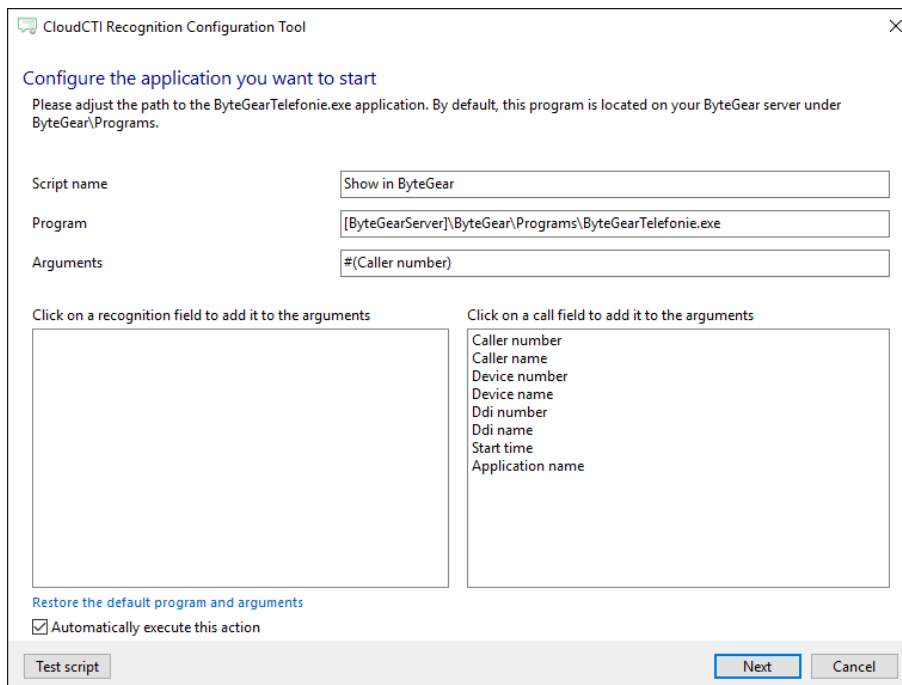 CloudCTI Recognition Configuration Tool
Configure the application you want to start
Please adjust the path to the ByteGearTelefonie.exe application. By default, this program is located on your ByteGear server under
ByteGear\Programs.
Script name
Show in ByteGear
Program
[ByteGearServer]\ByteGear\Programs\ByteGearTelefonie.exe
Arguments
#(Caller number)
Click on a recognition field to add it to the arguments
Click on a call field to add it to the arguments
Caller number
Caller name
Device number
Device name
Ddi number
Ddi name
Start time
Application name
Restore the default program and arguments
Automatically execute this action
Test script
Next
Cancel